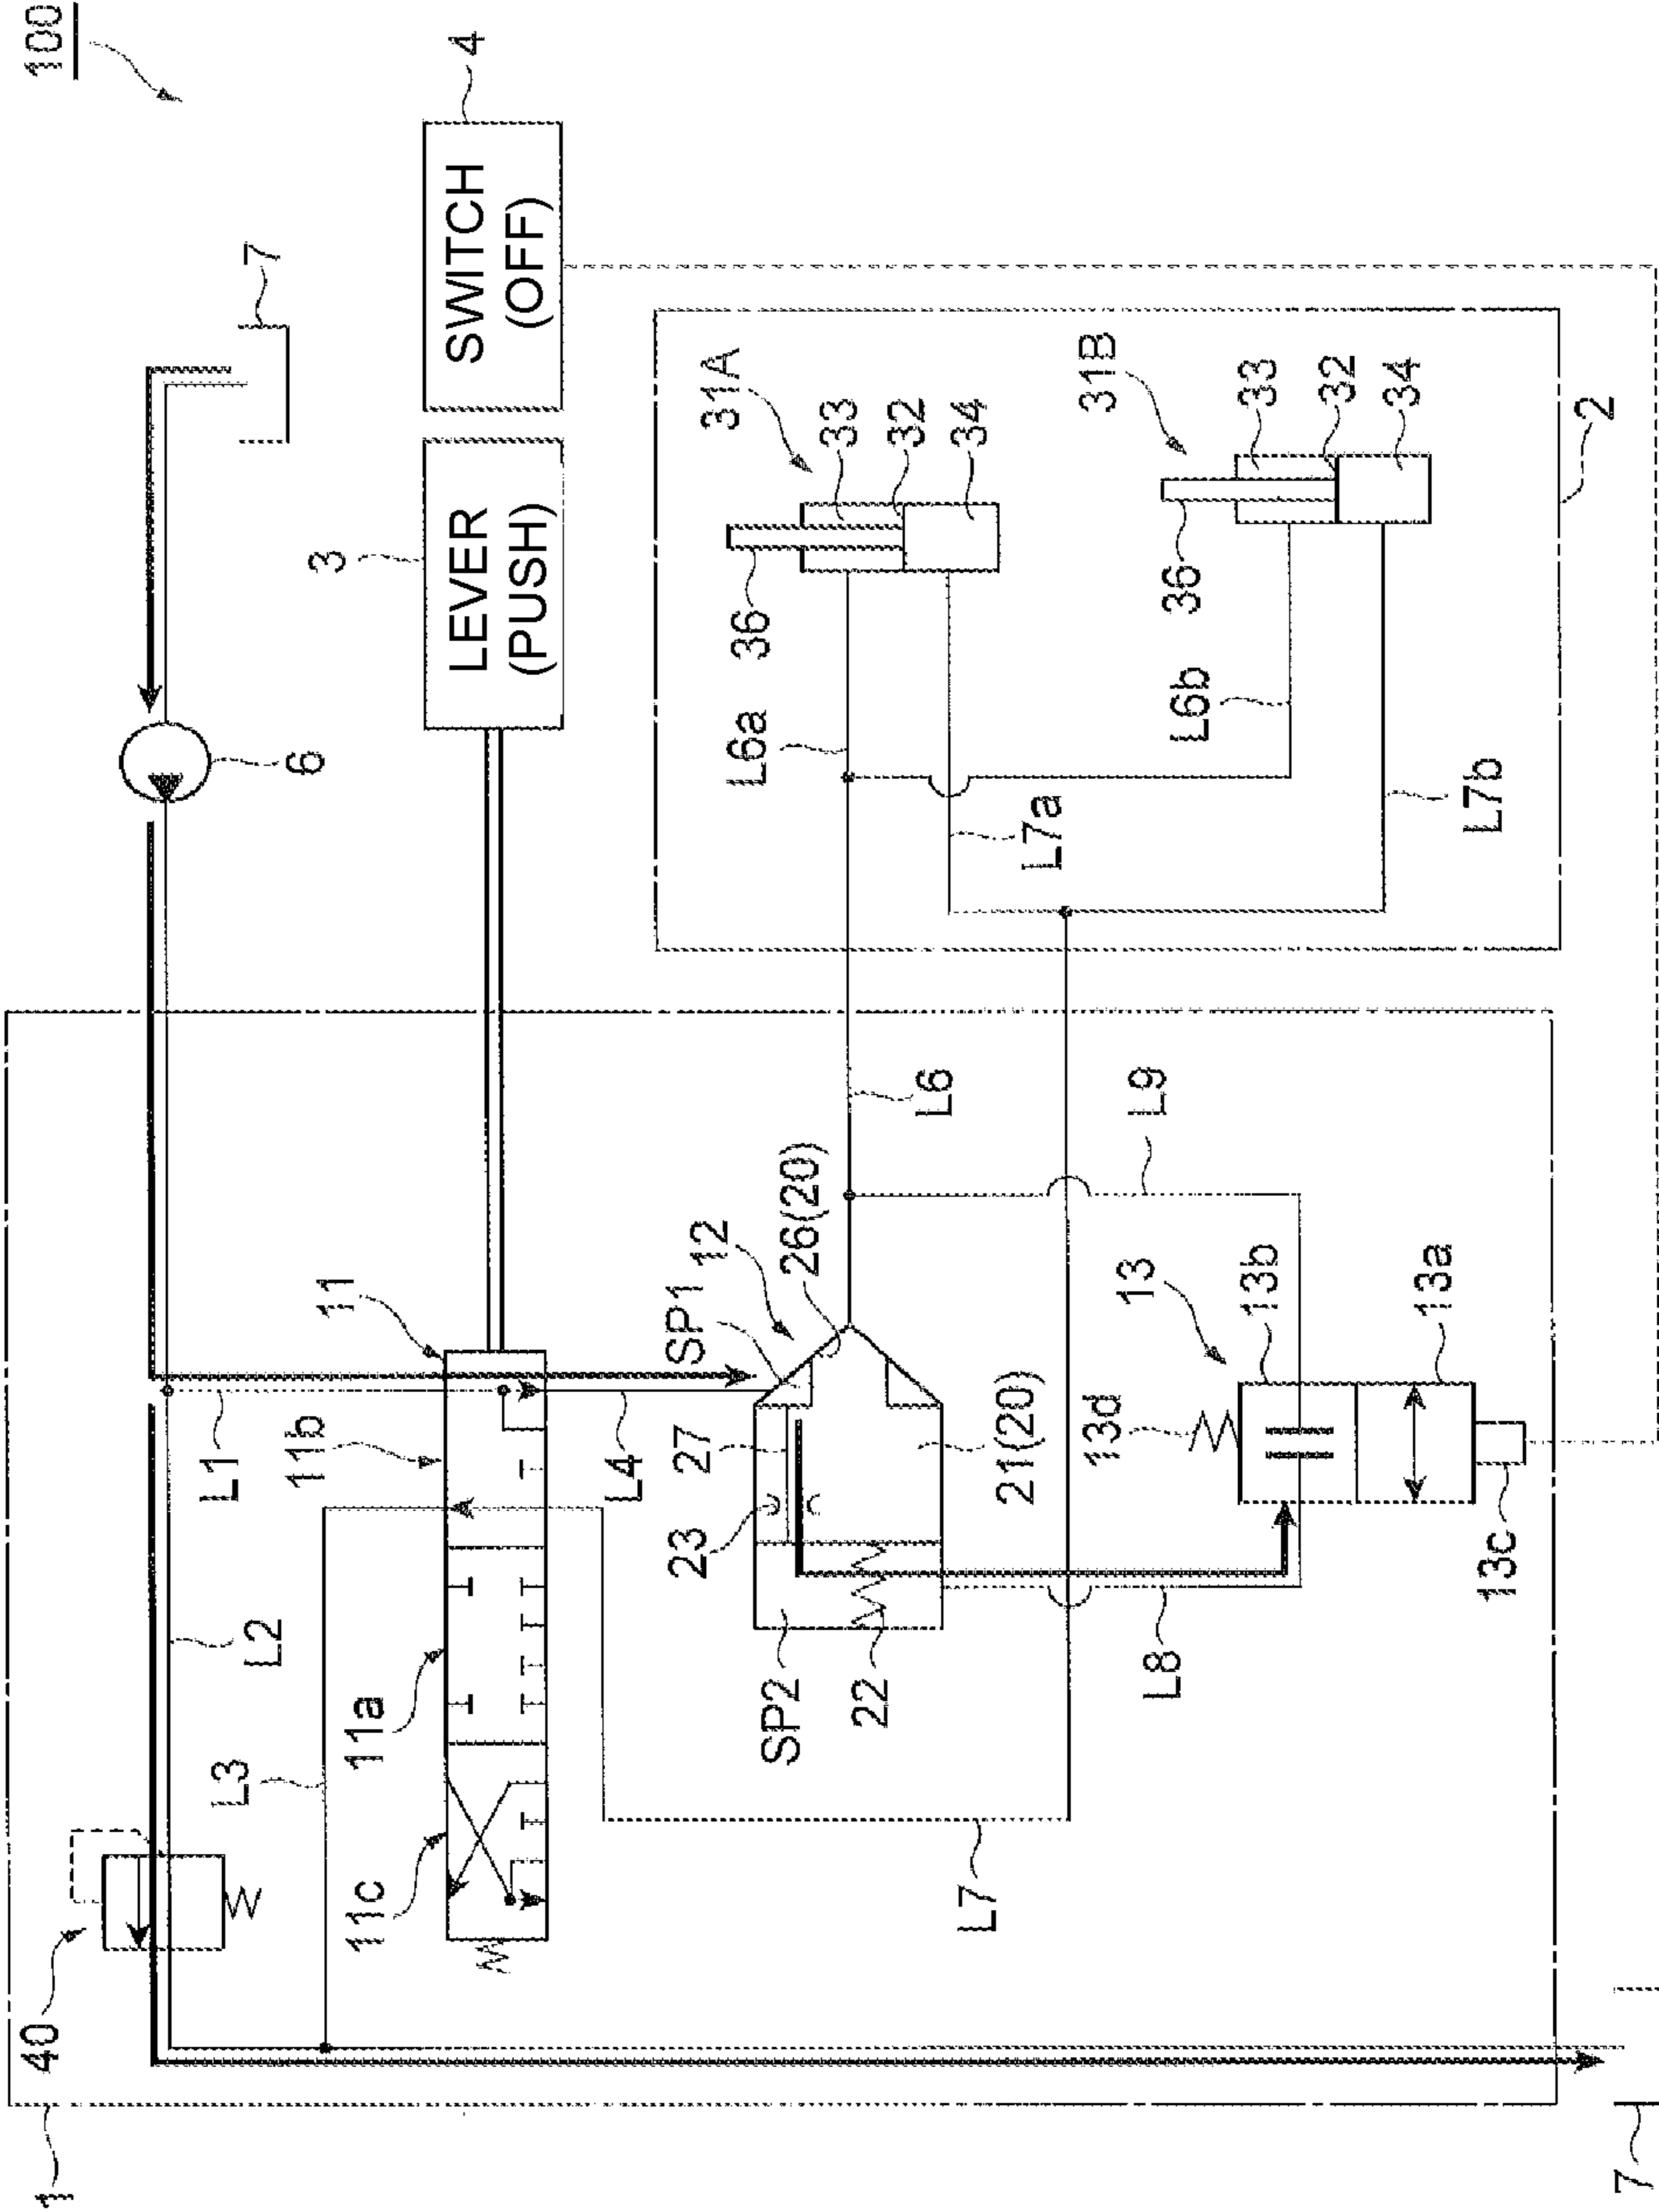 100
4
SWITCH
(OFF)
7
3
LEVER
(PUSH)
6
31A
33
32
34
36
31B
33
32
34
36
2
L6a
L6b
L7a
L7b
L6
L9
11
11b
L1
L4
SP1
12
26(20)
27
23
21(20)
13
13b
13a
13d
13c
L2
L3
11a
11c
SP2
22
L8
L7
40
1
7